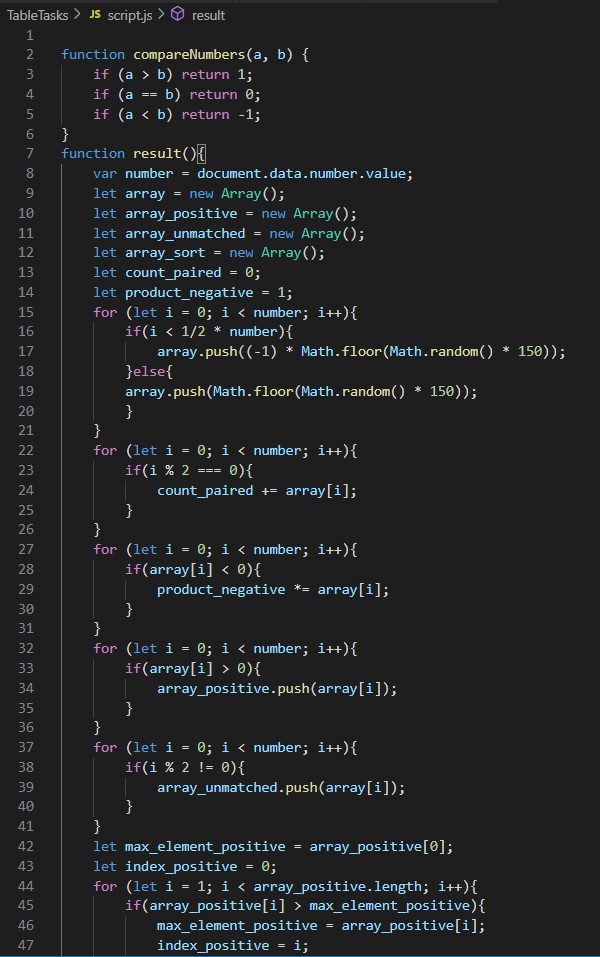 TableTasks > JS script.js > result
1
2 function compareNumbers(a, b) {
3     if (a > b) return 1;
4     if (a == b) return 0;
5     if (a < b) return -1;
6 }
7 function result(){
8     var number = document.data.number.value;
9     let array = new Array();
10     let array_positive = new Array();
11     let array_unmatched = new Array();
12     let array_sort = new Array();
13     let count_paired = 0;
14     let product_negative = 1;
15     for (let i = 0; i < number; i++){
16         if(i < 1/2 * number){
17             array.push((-1) * Math.floor(Math.random() * 150));
18         }else{
19         array.push(Math.floor(Math.random() * 150));
20         }
21     }
22     for (let i = 0; i < number; i++){
23         if(i % 2 === 0){
24             count_paired += array[i];
25         }
26     }
27     for (let i = 0; i < number; i++){
28         if(array[i] < 0){
29             product_negative *= array[i];
30         }
31     }
32     for (let i = 0; i < number; i++){
33         if(array[i] > 0){
34             array_positive.push(array[i]);
35         }
36     }
37     for (let i = 0; i < number; i++){
38         if(i % 2 != 0){
39             array_unmatched.push(array[i]);
40         }
41     }
42     let max_element_positive = array_positive[0];
43     let index_positive = 0;
44     for (let i = 1; i < array_positive.length; i++){
45         if(array_positive[i] > max_element_positive){
46             max_element_positive = array_positive[i];
47             index_positive = i;